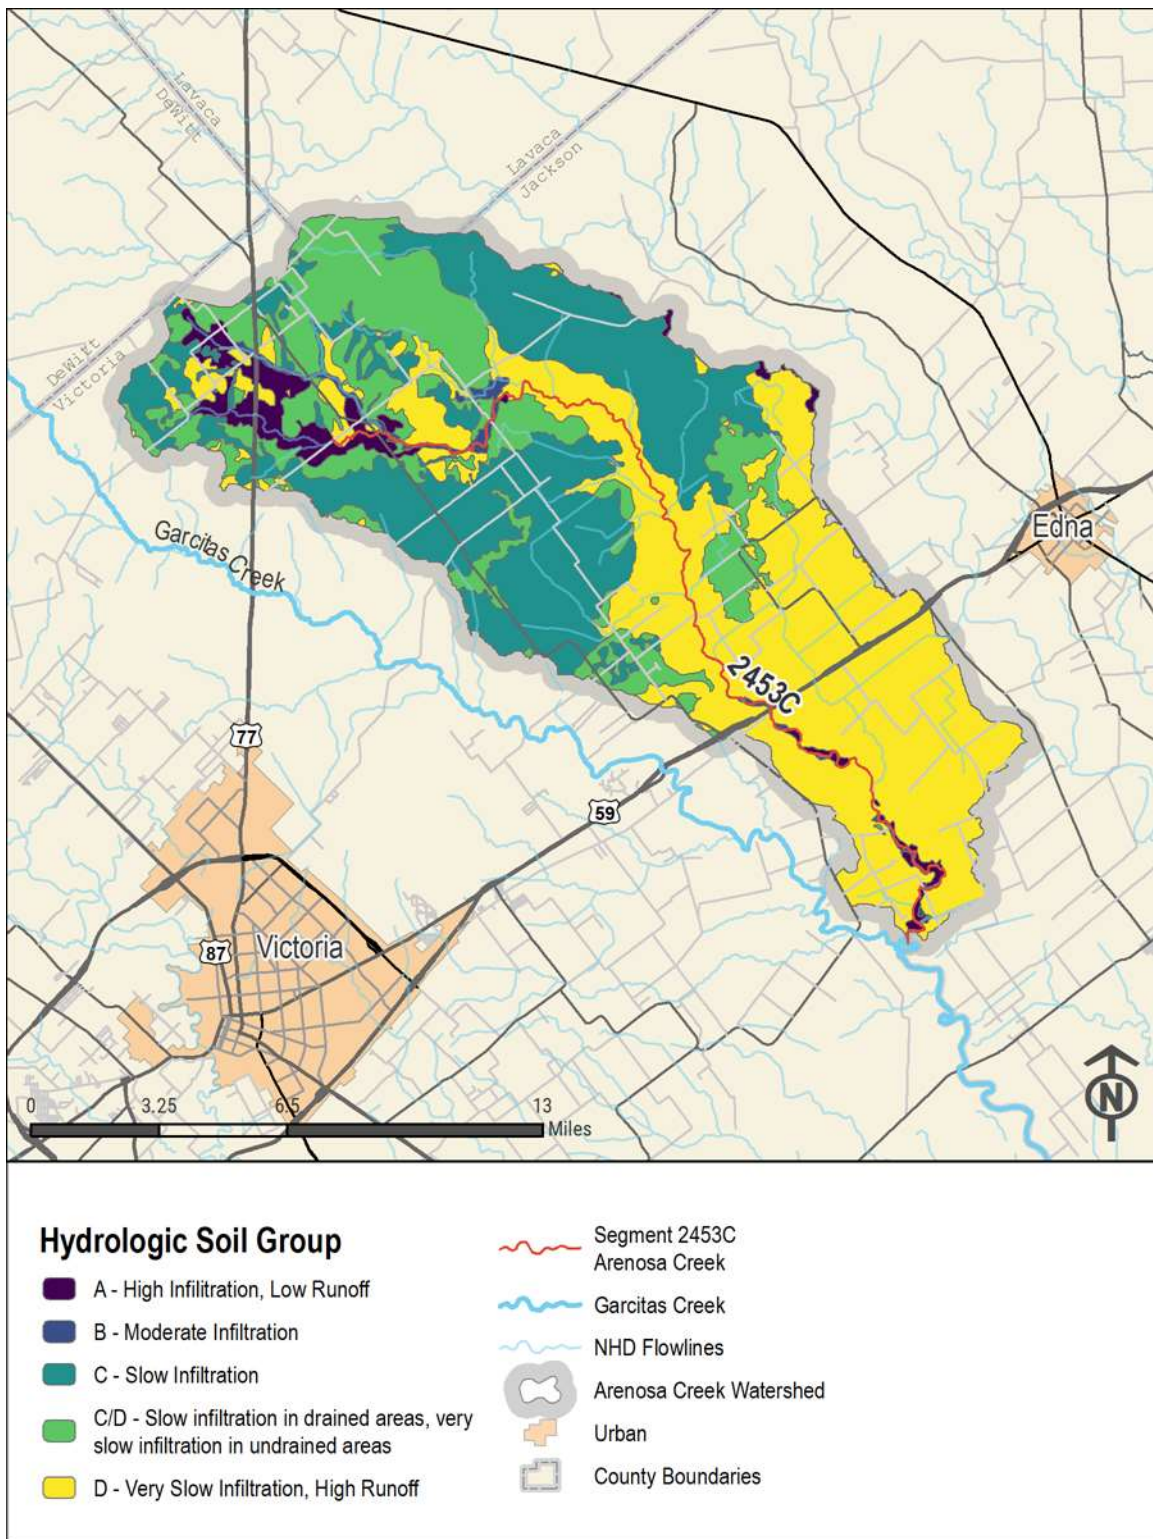 Lavaca
DeWitt
Lavaca
Jackson
DeWitt
Victoria
Garcitas Creek
Edna
2453C
77
59
87
Victoria
0 3.25 6.5 13
Miles
N
Hydrologic Soil Group
A - High Infilitration, Low Runoff
B - Moderate Infiltration
C - Slow Infiltration
C/D - Slow infiltration in drained areas, very
slow infiltration in undrained areas
D - Very Slow Infiltration, High Runoff
Segment 2453C
Arenosa Creek
Garcitas Creek
NHD Flowlines
Arenosa Creek Watershed
Urban
County Boundaries